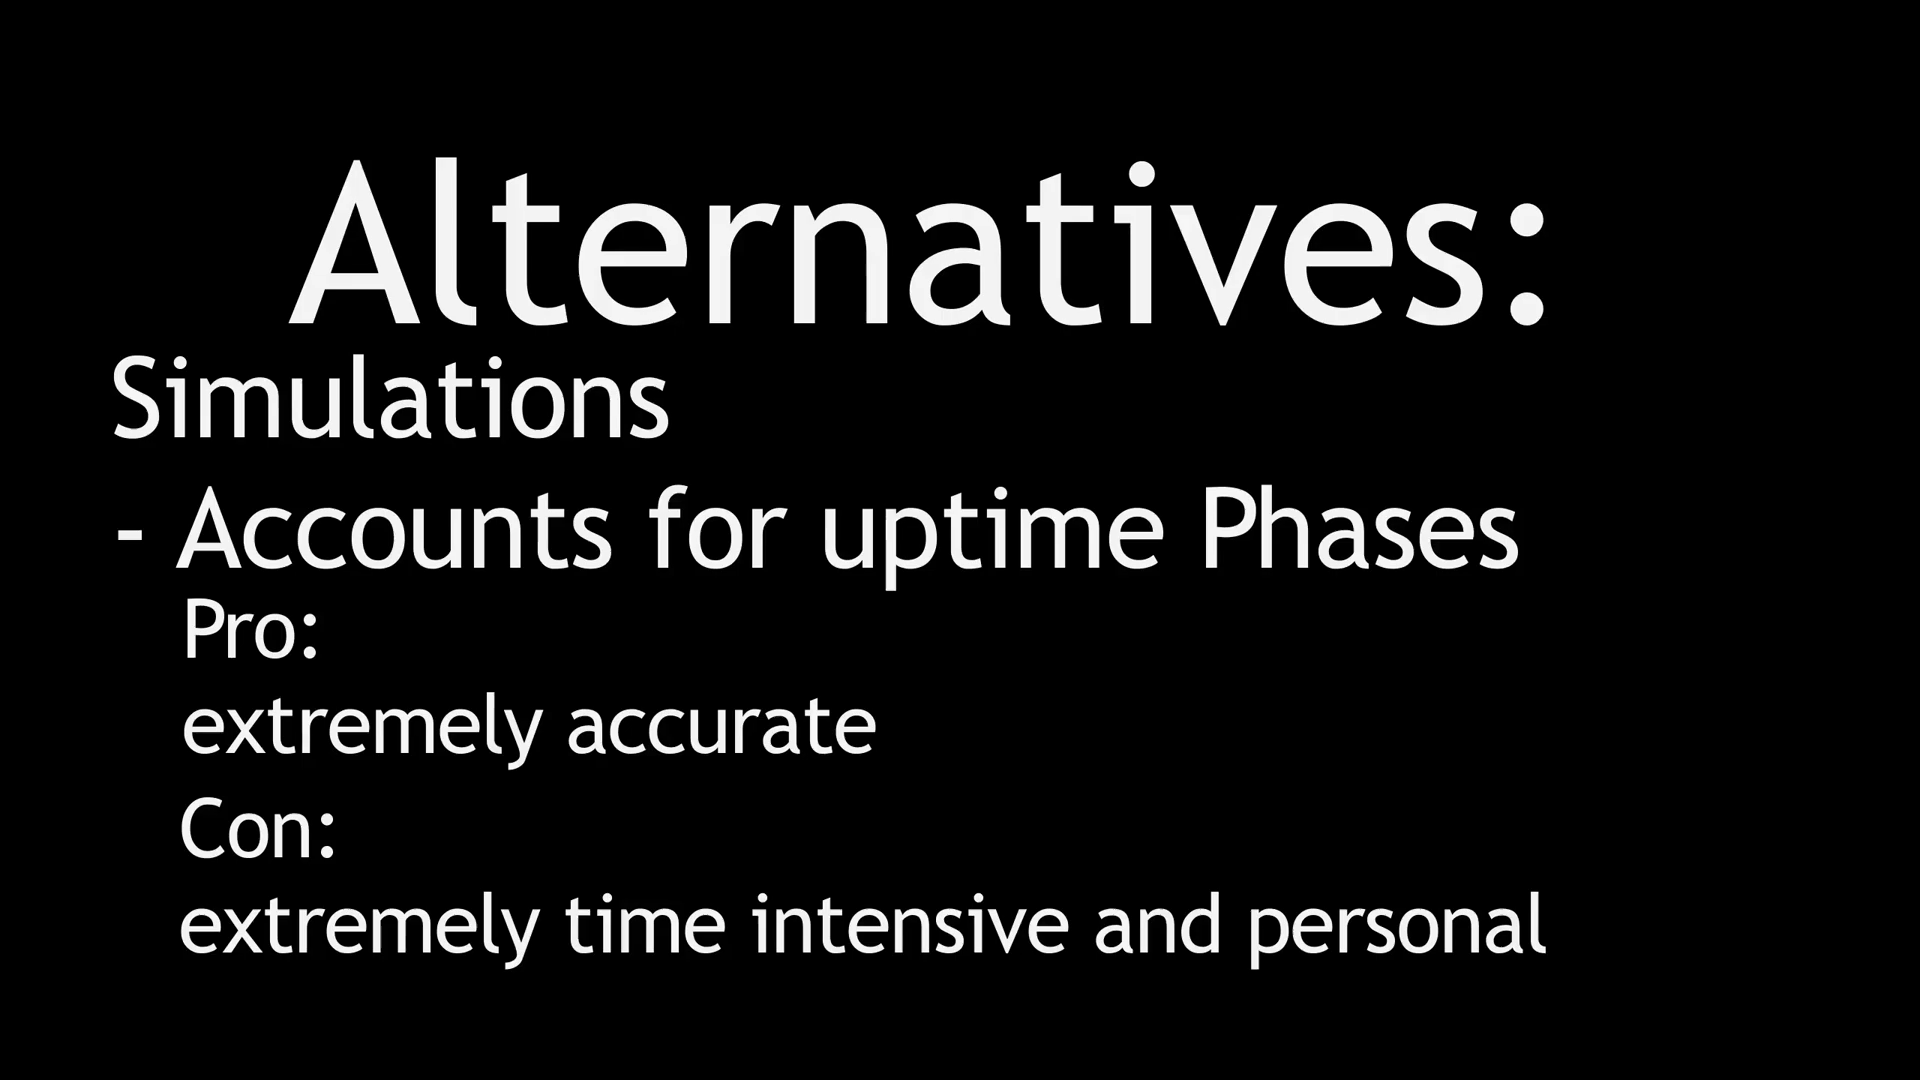 Alternatives:
Simulations
- Accounts for uptime Phases
Pro:
extremely accurate
Con:
extremely time intensive and personal